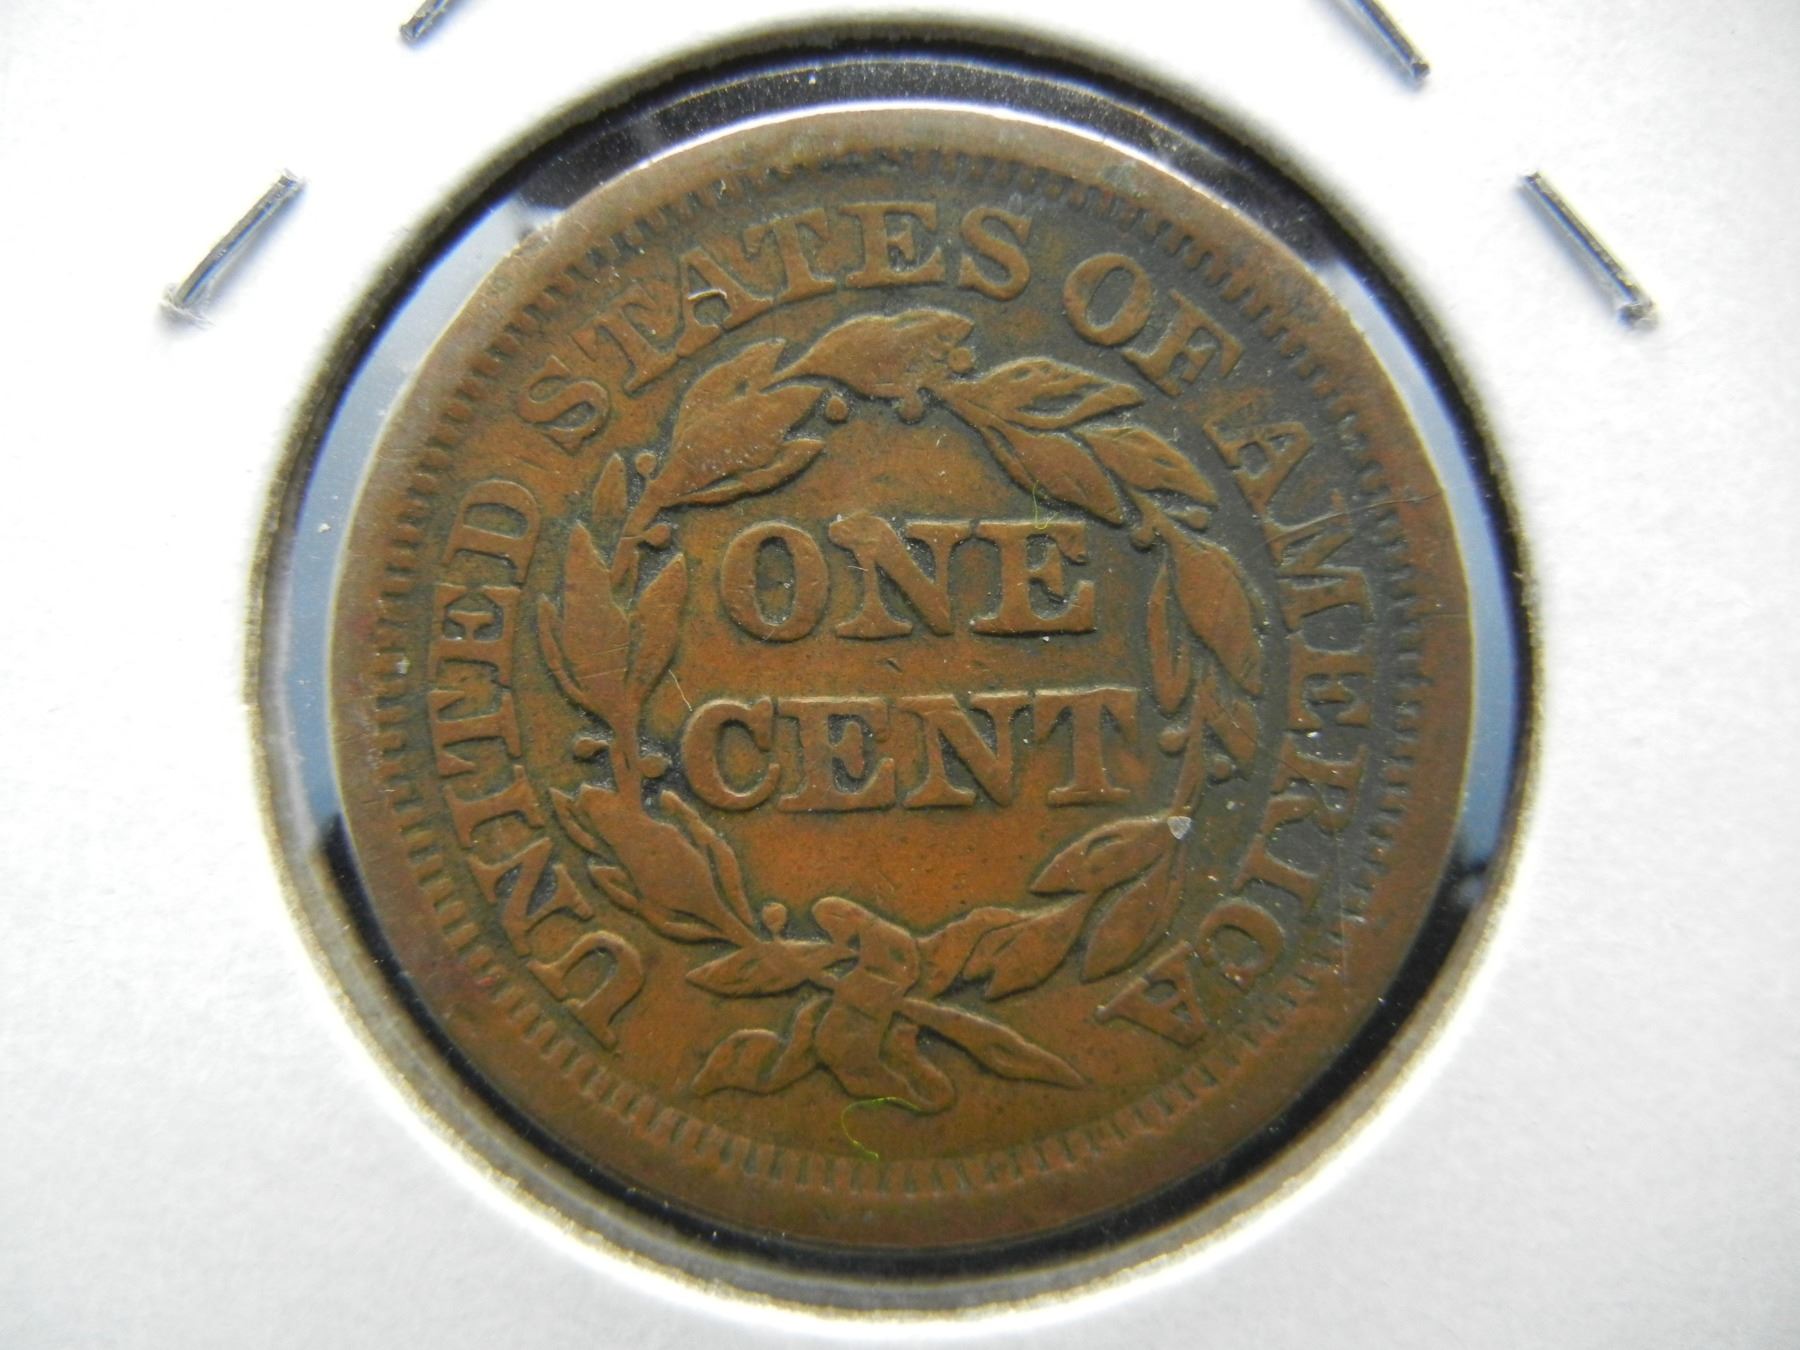 UNITED STATES OF AMERICA
ONE
CENT